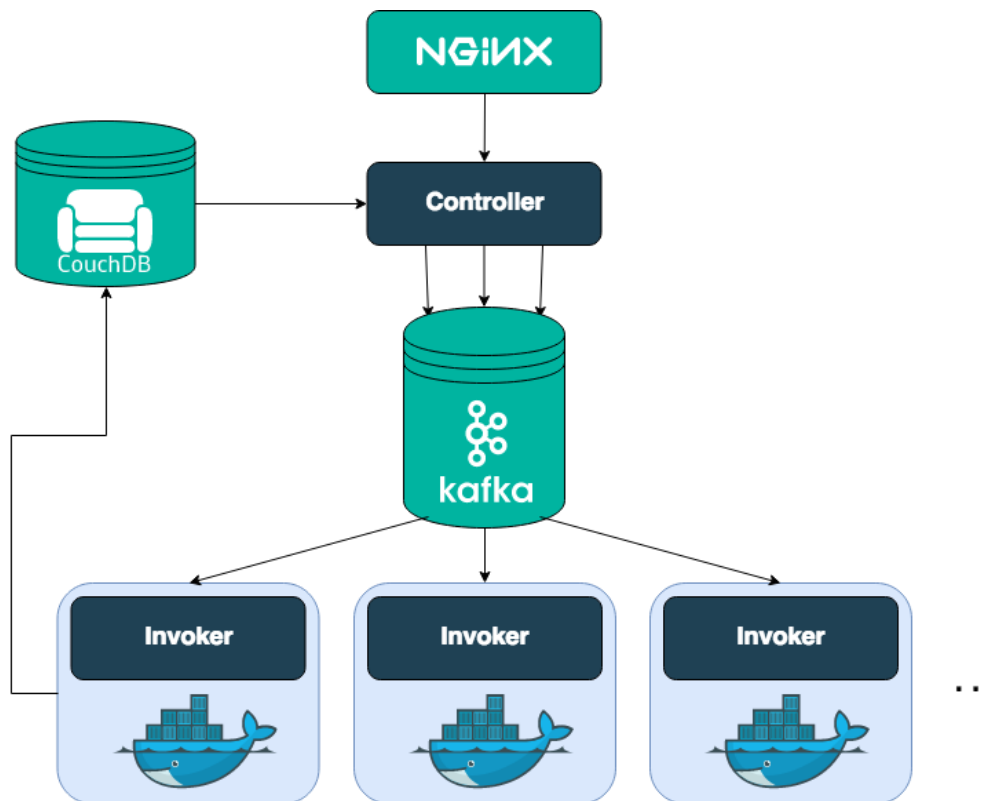 NGiNX
CouchDB
Controller
kafka
Invoker
Invoker
Invoker
..